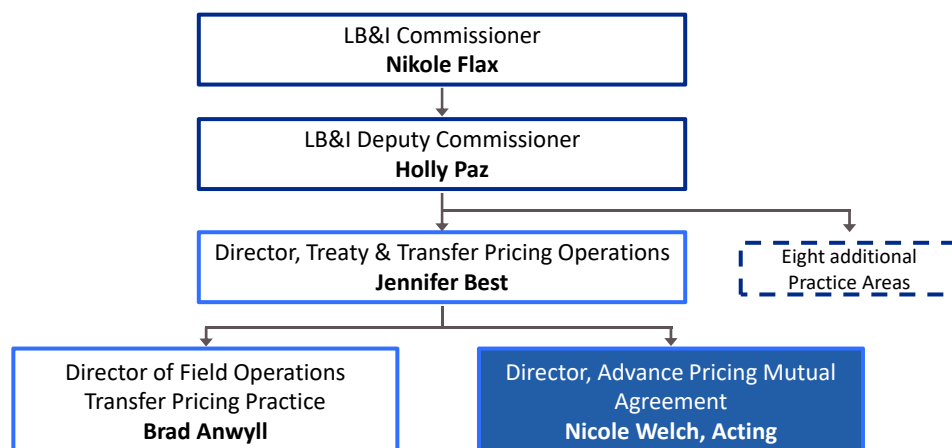 LB&I Commissioner
Nikole Flax
LB&I Deputy Commissioner
Holly Paz
Director, Treaty & Transfer Pricing Operations
Jennifer Best
Eight additional
Practice Areas
Director of Field Operations
Transfer Pricing Practice
Brad Anwyll
Director, Advance Pricing Mutual
Agreement
Nicole Welch, Acting